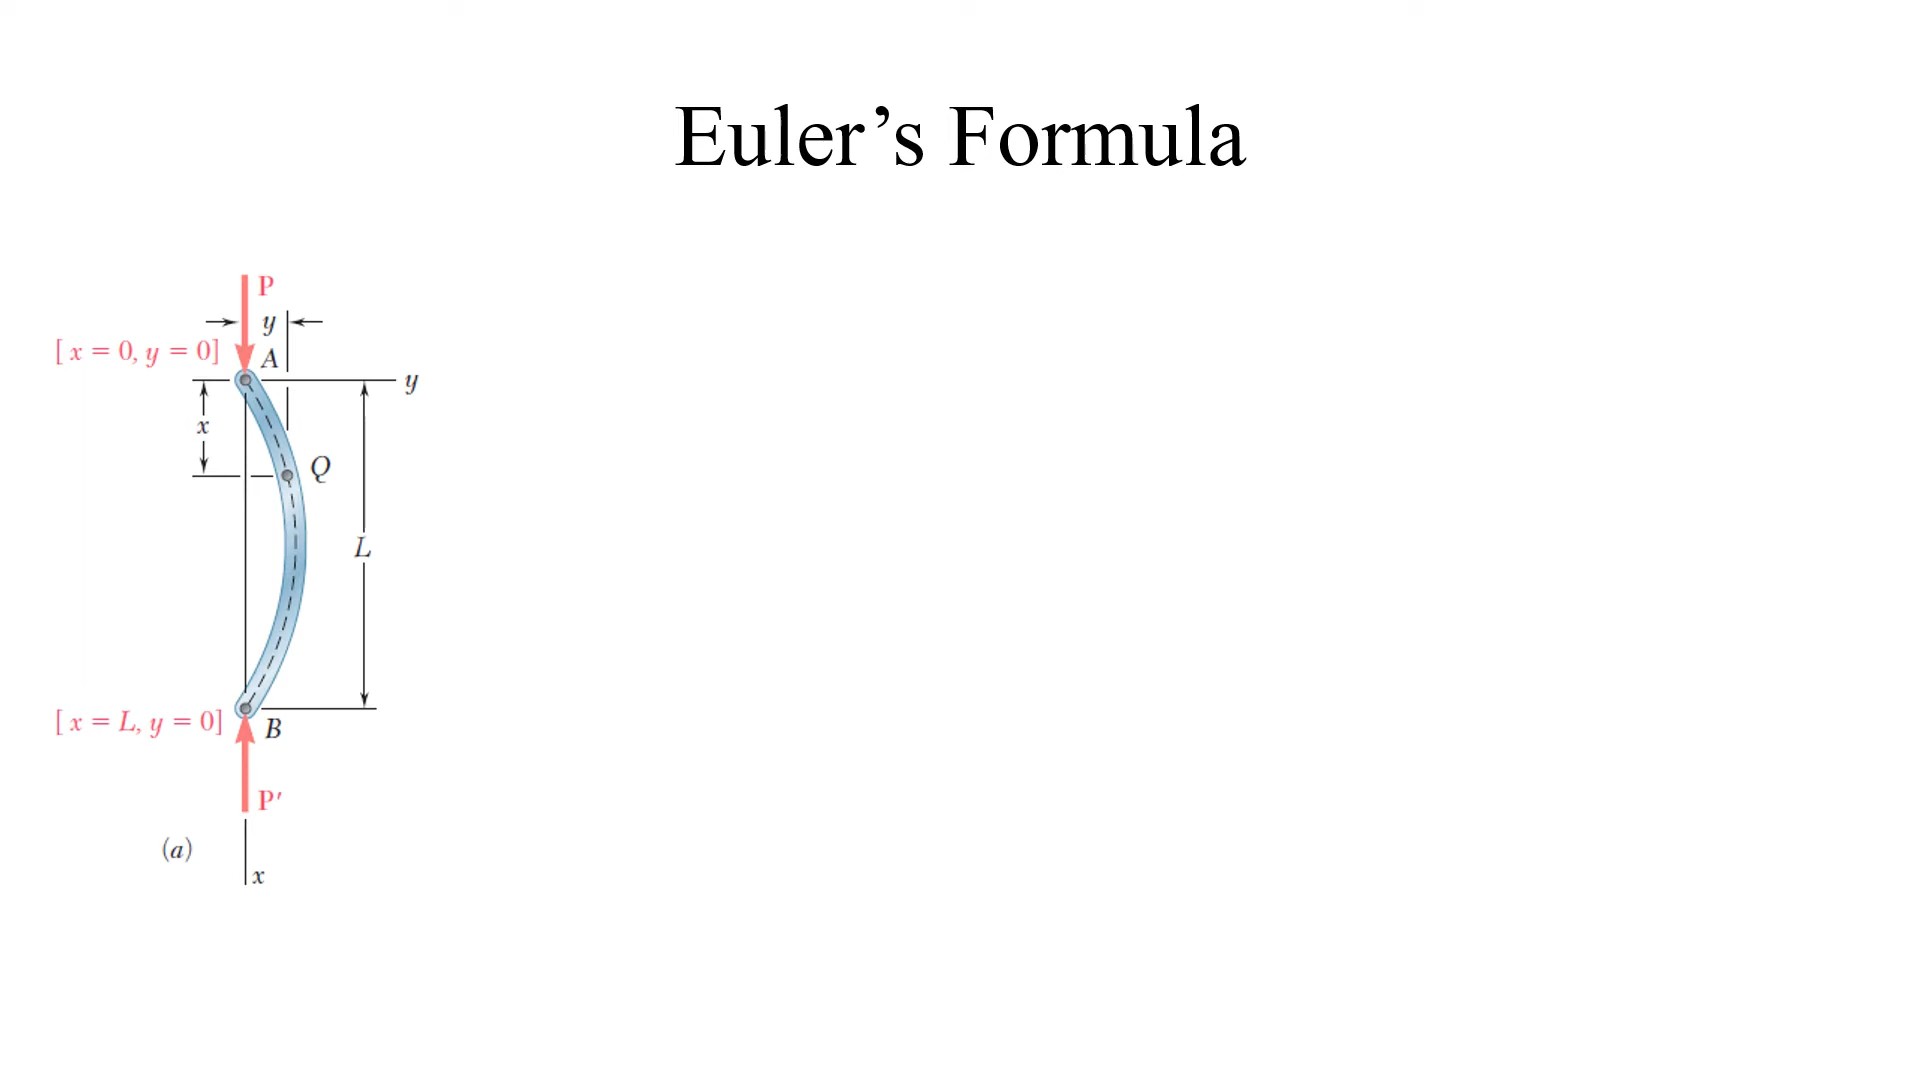 Euler’s Formula
P
y
[ x = 0, y = 0]
A
y
x
Q
L
[ x = L, y = 0]
B
P′
(a)
x